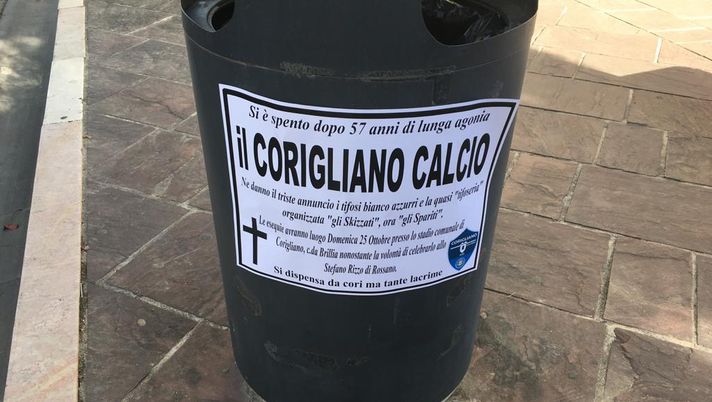 Si è spento dopo 57 anni di lunga agonia
il CORIGLIANO CALCIO
Ne danno il triste annuncio i tifosi bianco azzurri e la quasi "tifoseria"
organizzata "gli Skizzati", ora "gli Spariti".
Le esequie avranno luogo Domenica 25 Ottobre presso lo stadio comunale di
Corigliano, c.da Brillia nonostante la volontà di celebrarlo allo
Stefano Rizzo di Rossano.
Si dispensa da cori ma tante lacrime
CORIGLIANO